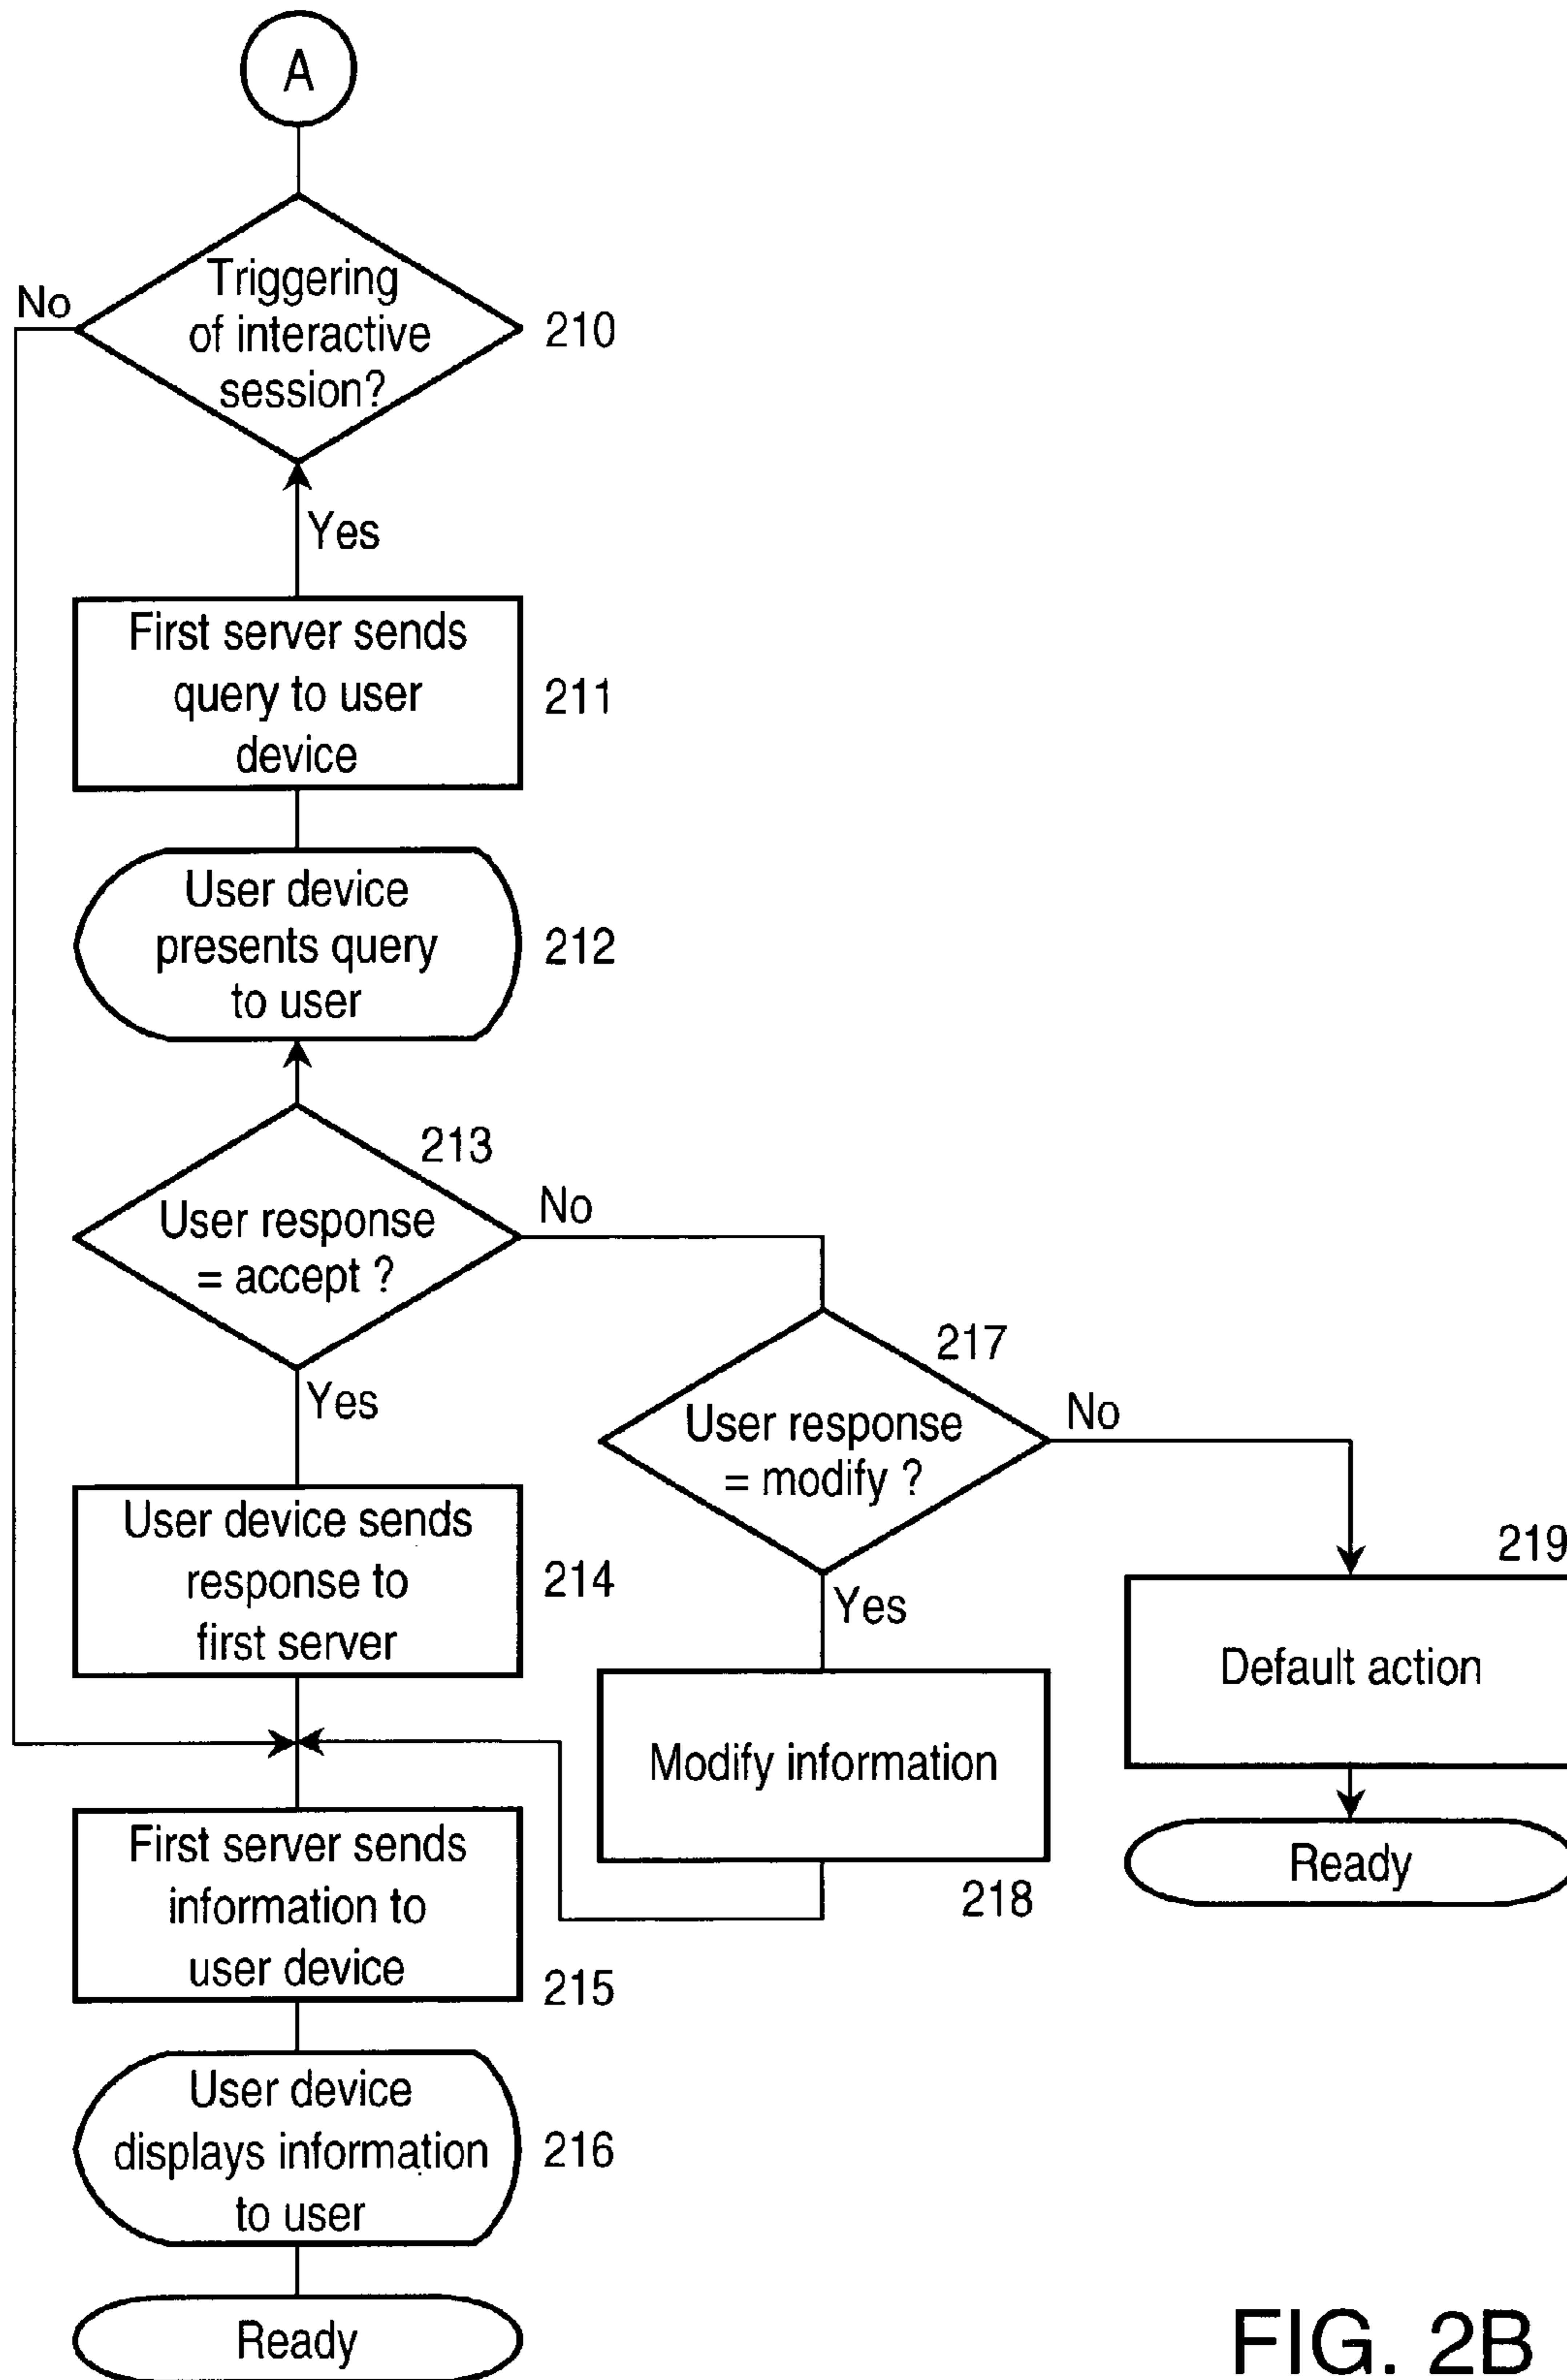 A
No
Triggering
of interactive
session?
210
Yes
First server sends
query to user
device
211
User device
presents query
to user
212
213
User response
= accept ?
No
Yes
217
User response
= modify ?
No
User device sends
response to
first server
214
Yes
219
Default action
Modify information
218
Ready
First server sends
information to
user device
215
User device
displays information
to user
216
Ready
FIG. 2B